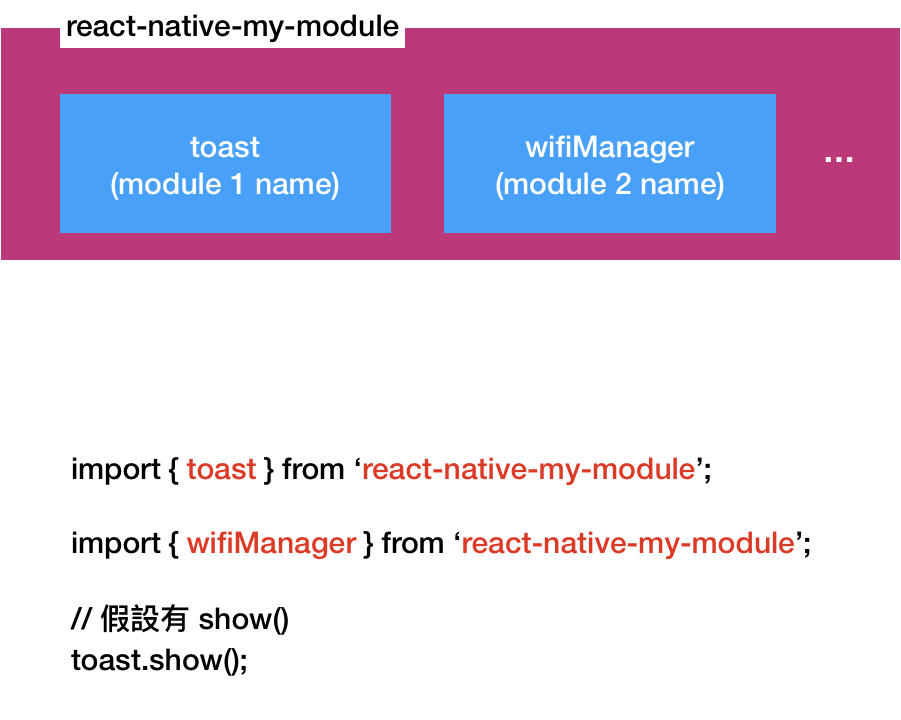 react-native-my-module
toast
(module 1 name)
wifiManager
(module 2 name)
...
import { toast } from ‘react-native-my-module’;
import { wifiManager } from ‘react-native-my-module’;
// 假設有 show()
toast.show();